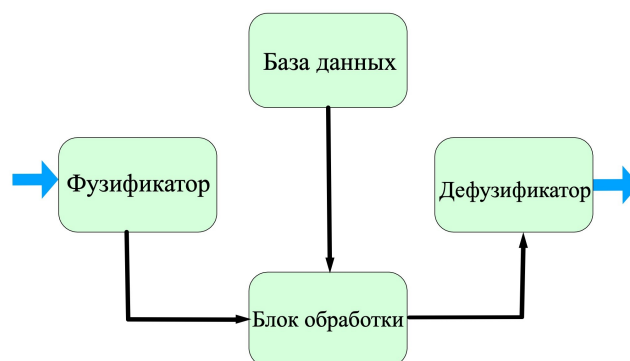 База данных
Фузификатор
Дефузификатор
Блок обработки